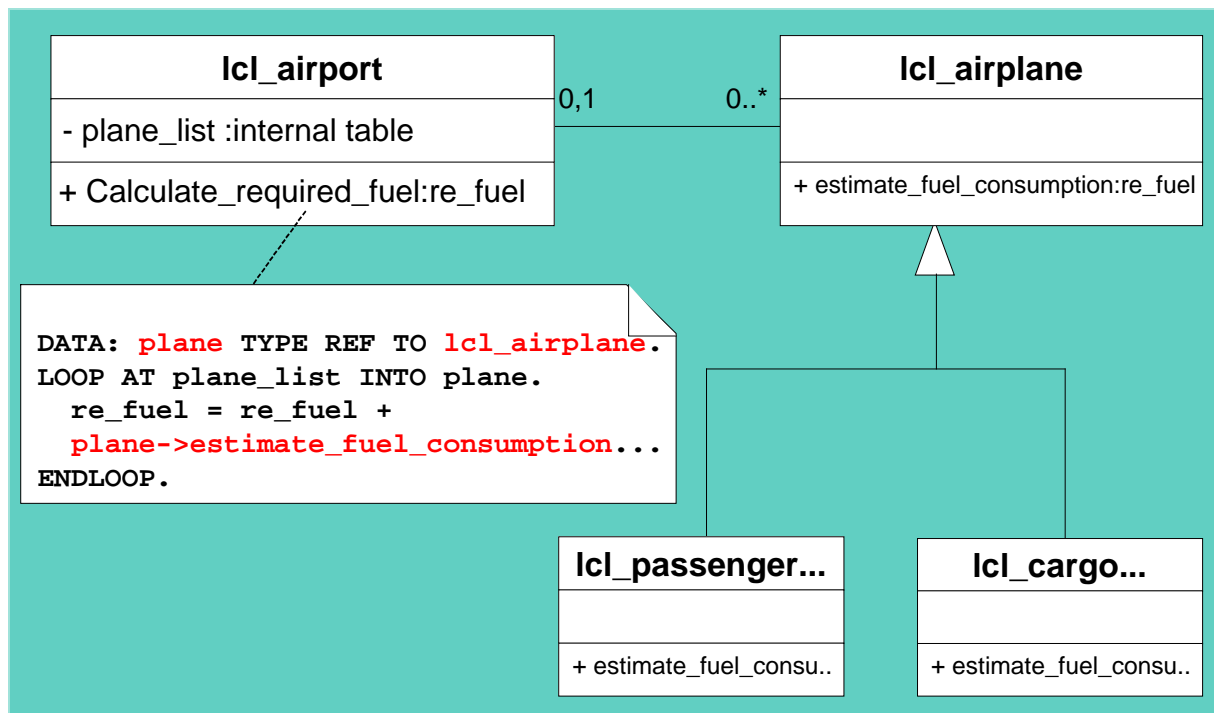 lcl_airport
- plane_list :internal table
+ Calculate_required_fuel:re_fuel
0,1
0..*
lcl_airplane
+ estimate_fuel_consumption:re_fuel
DATA: plane TYPE REF TO lcl_airplane.
LOOP AT plane_list INTO plane.
re_fuel = re_fuel +
plane->estimate_fuel_consumption...
ENDLOOP.
lcl_passenger...
+ estimate_fuel_consu..
lcl_cargo...
+ estimate_fuel_consu..